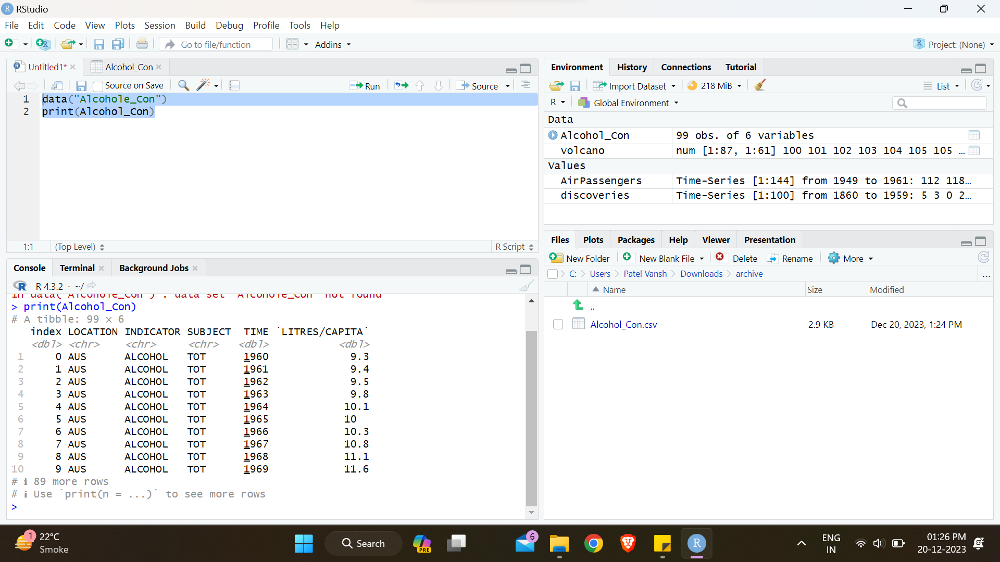 RStudio
File Edit Code View Plots Session Build Debug Profile Tools Help
Go to file/function Addins Project: (None)
Untitled1* Alcohol_Con
Source on Save Run Source
1 data("Alcohole_Con")
2 print(Alcohol_Con)
1:1 (Top Level) R Script
Console Terminal Background Jobs
R 4.3.2 · ~/
In data("Alcohole_Con") : data set ‘Alcohole_Con’ not found
> print(Alcohol_Con)
# A tibble: 99 × 6
index LOCATION INDICATOR SUBJECT TIME `LITRES/CAPITA`
<dbl> <chr> <chr> <chr> <dbl> <dbl>
1 0 AUS ALCOHOL TOT 1960 9.3
2 1 AUS ALCOHOL TOT 1961 9.4
3 2 AUS ALCOHOL TOT 1962 9.5
4 3 AUS ALCOHOL TOT 1963 9.8
5 4 AUS ALCOHOL TOT 1964 10.1
6 5 AUS ALCOHOL TOT 1965 10
7 6 AUS ALCOHOL TOT 1966 10.3
8 7 AUS ALCOHOL TOT 1967 10.8
9 8 AUS ALCOHOL TOT 1968 11.1
10 9 AUS ALCOHOL TOT 1969 11.6
# ℹ 89 more rows
# ℹ Use `print(n = ...)` to see more rows
>
Environment History Connections Tutorial
Import Dataset 218 MiB List
R Global Environment
Data
Alcohol_Con 99 obs. of 6 variables
volcano num [1:87, 1:61] 100 101 102 103 104 105 105 …
Values
AirPassengers Time-Series [1:144] from 1949 to 1961: 112 118…
discoveries Time-Series [1:100] from 1860 to 1959: 5 3 0 2…
Files Plots Packages Help Viewer Presentation
New Folder New Blank File Delete Rename More
C: Users Patel Vansh Downloads archive ...
Name Size Modified
..
Alcohol_Con.csv 2.9 KB Dec 20, 2023, 1:24 PM
1 22°C
Smoke
Search
PRE
6
R
ENG
IN
01:26 PM
20-12-2023